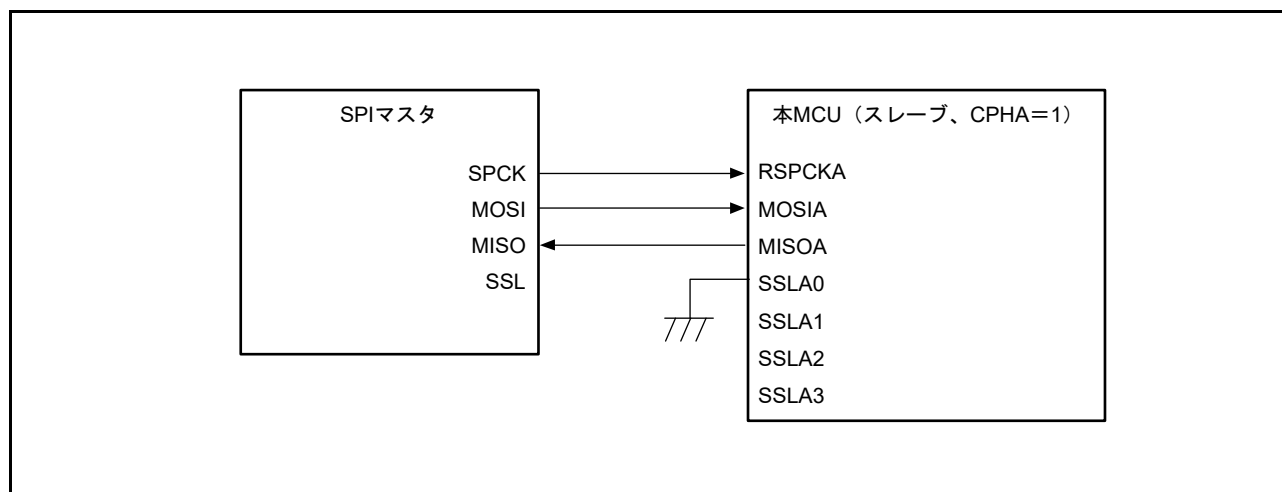 SPIマスタ
SPCK
MOSI
MISO
SSL
本MCU（スレーブ、CPHA＝1）
RSPCKA
MOSIA
MISOA
SSLA0
SSLA1
SSLA2
SSLA3